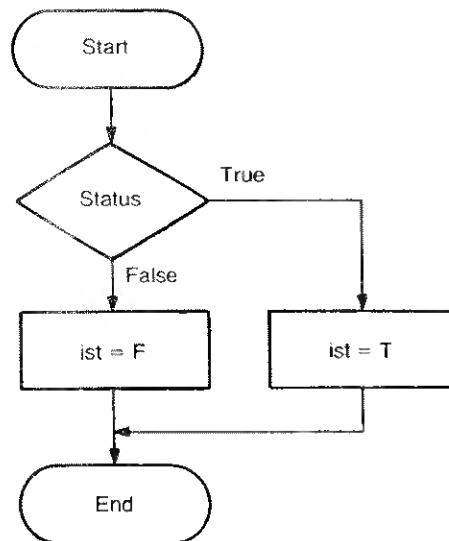 Start
Status
True
False
ist = F
ist = T
End